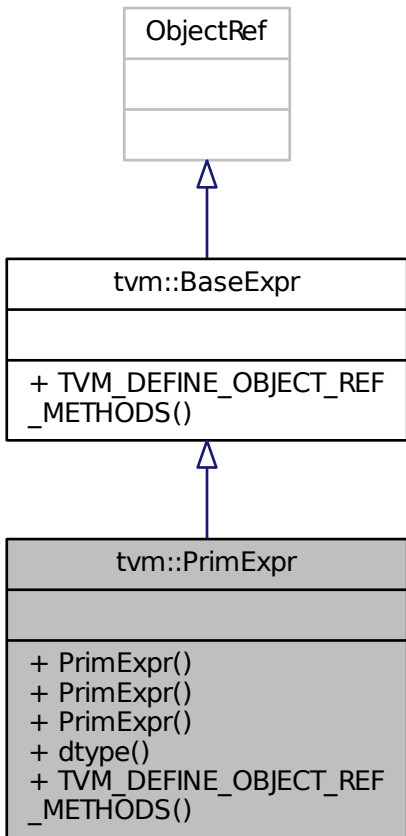 ObjectRef
tvm::BaseExpr
+ TVM_DEFINE_OBJECT_REF
_METHODS()
tvm::PrimExpr
+ PrimExpr()
+ PrimExpr()
+ PrimExpr()
+ dtype()
+ TVM_DEFINE_OBJECT_REF
_METHODS()